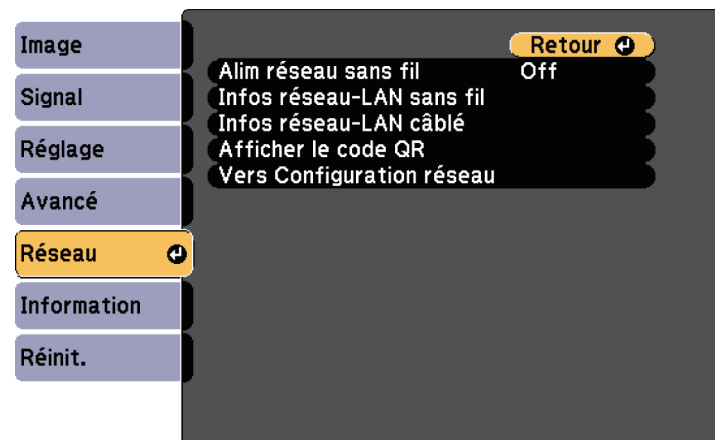 Image
Signal
Réglage
Avancé
Réseau
Information
Réinit.
Retour
Alim réseau sans fil Off
Infos réseau-LAN sans fil
Infos réseau-LAN câblé
Afficher le code QR
Vers Configuration réseau